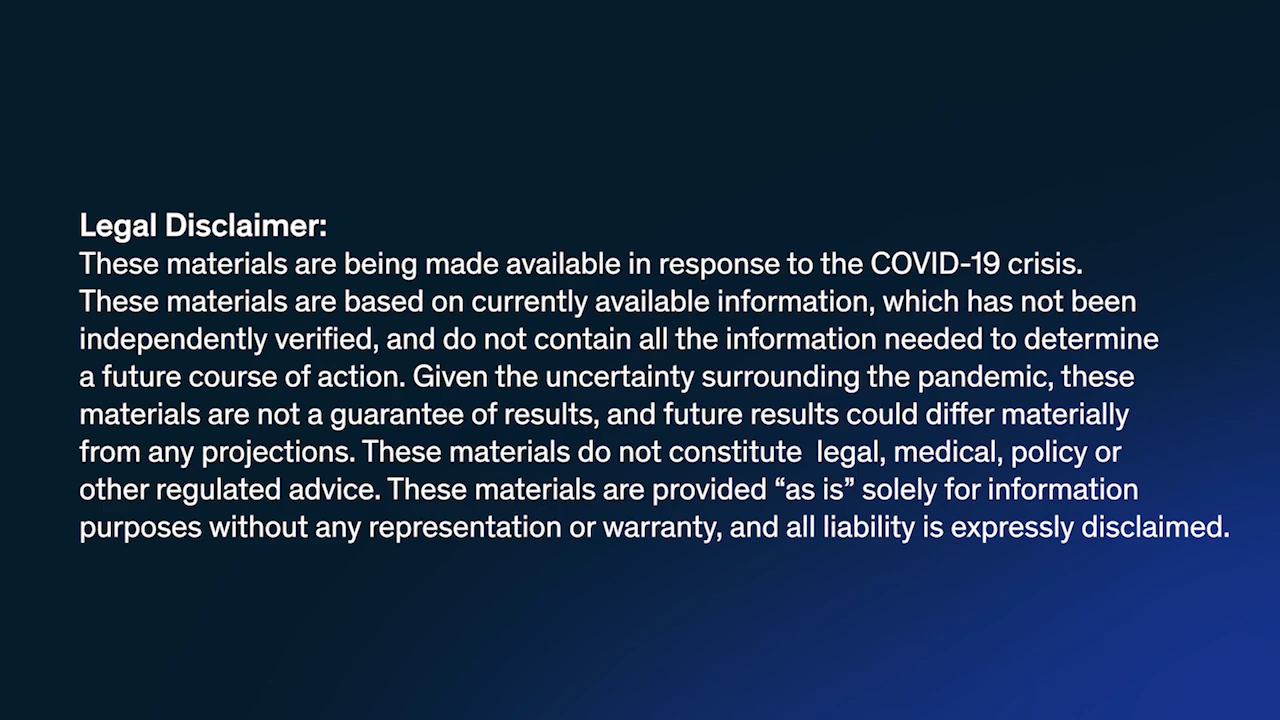 Legal Disclaimer:
These materials are being made available in response to the COVID-19 crisis.
These materials are based on currently available information, which has not been
independently verified, and do not contain all the information needed to determine
a future course of action. Given the uncertainty surrounding the pandemic, these
materials are not a guarantee of results, and future results could differ materially
from any projections. These materials do not constitute  legal, medical, policy or
other regulated advice. These materials are provided “as is” solely for information
purposes without any representation or warranty, and all liability is expressly disclaimed.